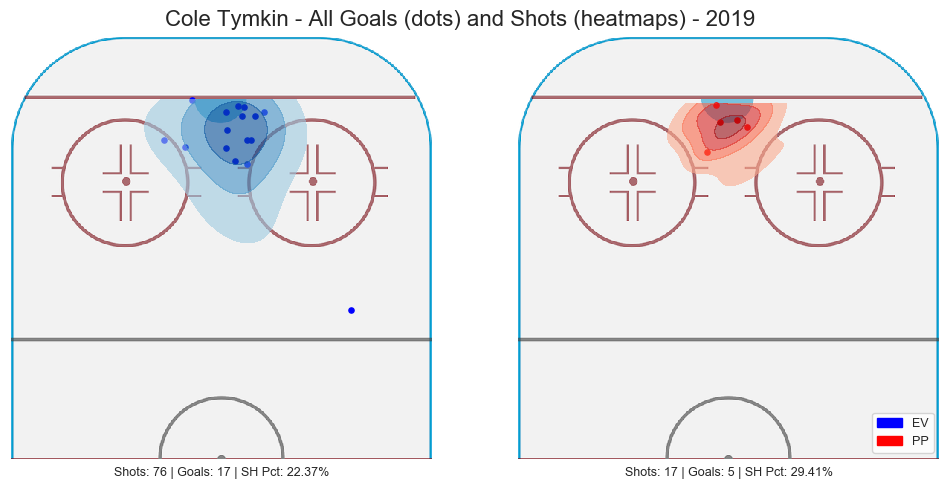 Cole Tymkin - All Goals (dots) and Shots (heatmaps) - 2019
EV
PP
Shots: 76 | Goals: 17 | SH Pct: 22.37%
Shots: 17 | Goals: 5 | SH Pct: 29.41%